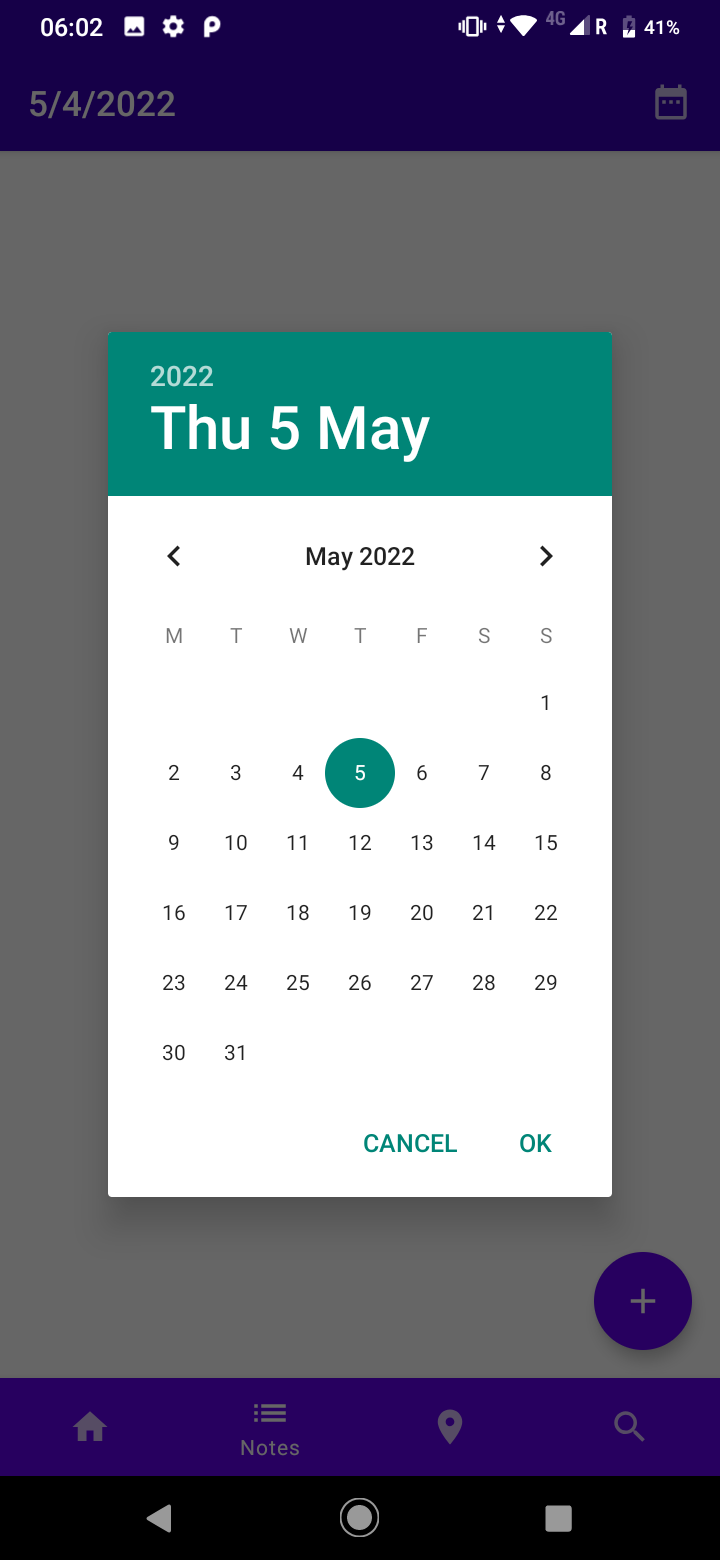 06:02 4G R 41%
5/4/2022
2022
Thu 5 May
May 2022
M T W T F S S
1
2 3 4 5 6 7 8
9 10 11 12 13 14 15
16 17 18 19 20 21 22
23 24 25 26 27 28 29
30 31
CANCEL OK
Notes